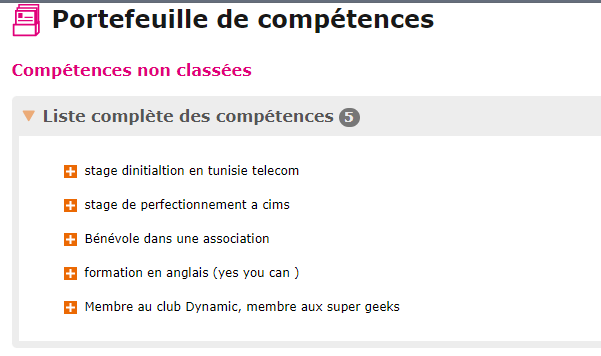 Portefeuille de compétences
Compétences non classées
Liste complète des compétences 5
stage dinitialtion en tunisie telecom
stage de perfectionnement a cims
Bénévole dans une association
formation en anglais (yes you can )
Membre au club Dynamic, membre aux super geeks